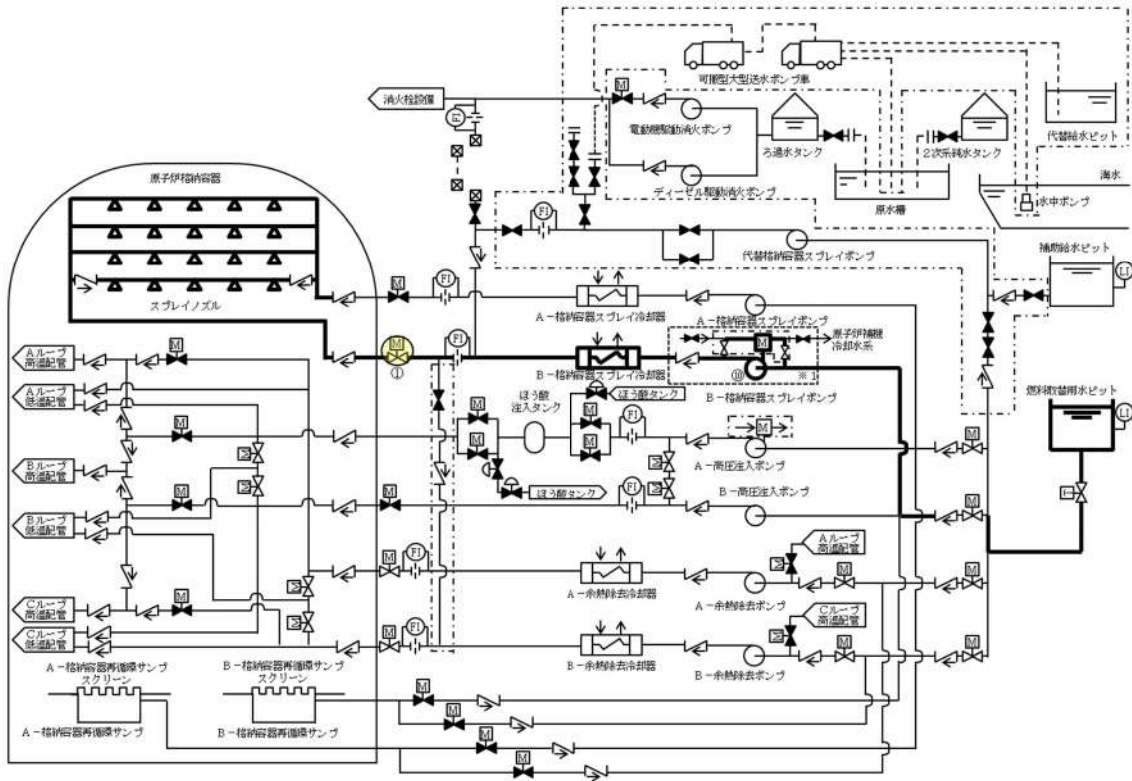 可搬型大型送水ポンプ車
M
消火栓設備
FI
電動機駆動消火ポンプ
ろ過水タンク
2次系純水タンク
代替給水ピット
海水
原子炉格納容器
ディーゼル駆動消火ポンプ
原水槽
水中ポンプ
FI
代替格納容器スプレイポンプ
補助給水ピット
LI
M
FI
スプレイノズル
A-格納容器スプレイ冷却器
A-格納容器スプレイポンプ
原子炉補機
冷却水系
M
①
FI
M
⑩
※1
B-格納容器スプレイ冷却器
B-格納容器スプレイポンプ
燃料取替用水ピット
LI
Aループ
高温配管
M
Aループ
低温配管
ほう酸
注入タンク
ほう酸タンク
M
M
FI
M
M
M
M
M
M
M
A-高圧注入ポンプ
Bループ
高温配管
M
M
ほう酸タンク
FI
B-高圧注入ポンプ
M
M
M
I
Bループ
低温配管
Aループ
高温配管
M
FI
M
M
M
M
A-余熱除去冷却器
A-余熱除去ポンプ
Cループ
高温配管
M
M
Cループ
高温配管
Cループ
低温配管
M
FI
M
M
M
B-余熱除去冷却器
B-余熱除去ポンプ
A-格納容器再循環サンプ
スクリーン
B-格納容器再循環サンプ
スクリーン
M
M
A-格納容器再循環サンプ
B-格納容器再循環サンプ
M
M